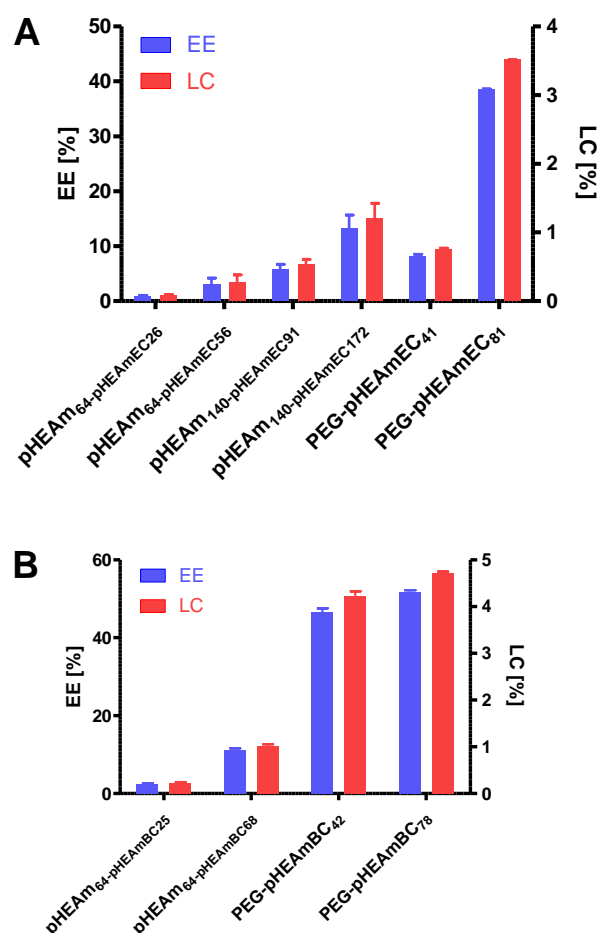 A
EE
LC
EE [%]
50
40
30
20
10
0
LC [%]
4
3
2
1
0
pHEAm64-pHEAmEC26
pHEAm64-pHEAmEC56
pHEAm140-pHEAmEC91
pHEAm140-pHEAmEC172
PEG-pHEAmEC41
PEG-pHEAmEC81
B
EE
LC
EE [%]
60
40
20
0
LC [%]
5
4
3
2
1
0
pHEAm64-pHEAmBC25
pHEAm64-pHEAmBC68
PEG-pHEAmBC42
PEG-pHEAmBC78